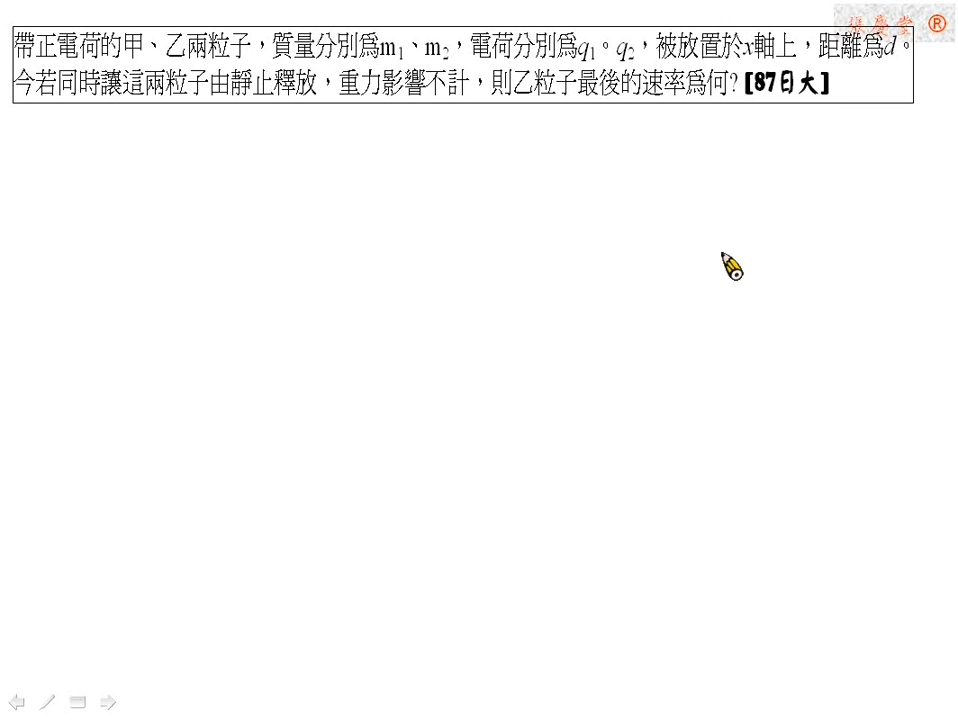 張慶堂®
帶正電荷的甲、乙兩粒子，質量分別為m₁、m₂，電荷分別為q₁。q₂，被放置於x軸上，距離為d。
今若同時讓這兩粒子由靜止釋放，重力影響不計，則乙粒子最後的速率為何? [87日大]